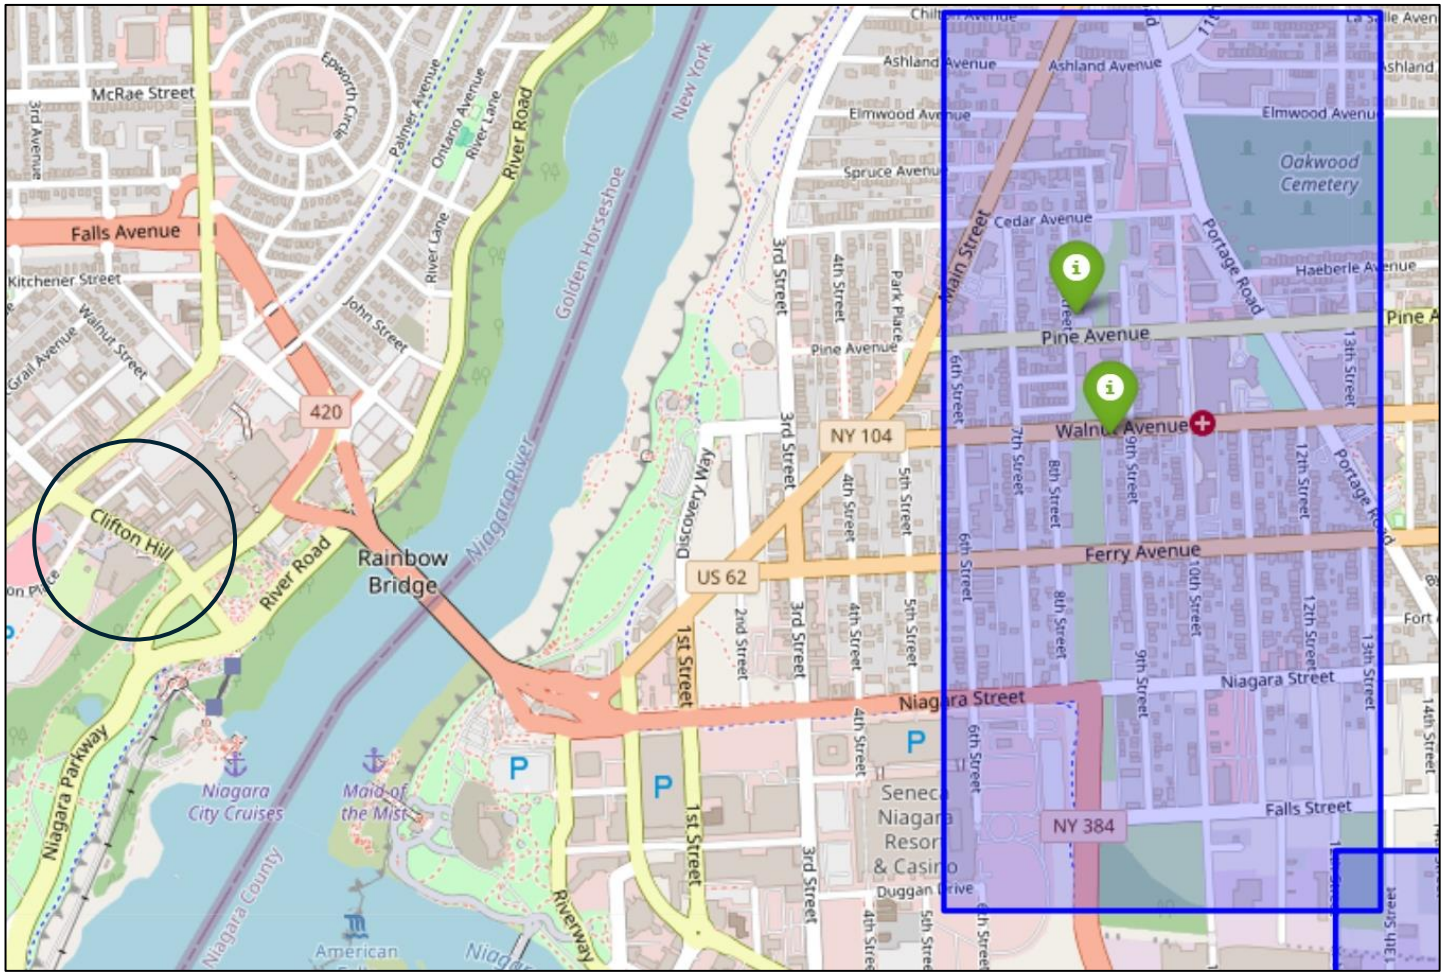 Chilton Avenue
La Salle Aven
Ashland Avenue
Ashland Avenue
Ashland
McRae Street
3rd Avenue
Epworth Circle
Palmer Avenue
Ontario Avenue
River Lane
River Road
New York
Elmwood Avenue
Elmwood Avenue
Oakwood
Cemetery
Spruce Avenue
Cedar Avenue
Main Street
Portage Road
Haeberle Avenue
Falls Avenue
Kitchener Street
Walnut Street
River Lane
John Street
Golden Horseshoe
3rd Street
4th Street
Park Place
Pine Avenue
Pine Avenue
Pine A
13th Street
6th Street
420
NY 104
Walnut Avenue
3rd Street
Discovery Way
4th Street
5th Street
7th Street
8th Street
9th Street
12th Street
Portage Road
Clifton Hill
River Road
Rainbow
Bridge
Niagara River
US 62
Ferry Avenue
6th Street
10th Street
8th Street
12th Street
13th Street
Fort
1st Street
2nd Street
3rd Street
4th Street
5th Street
9th Street
Niagara Street
Niagara Street
14th Street
P
P
P
P
Niagara
City Cruises
Maid of
the Mist
Niagara Parkway
Niagara County
1st Street
3rd Street
4th Street
6th Street
Seneca
Niagara
Resort
& Casino
Duggan Drive
NY 384
Falls Street
American
Riverway
4th Street
5th Street
6th Street
13th Street